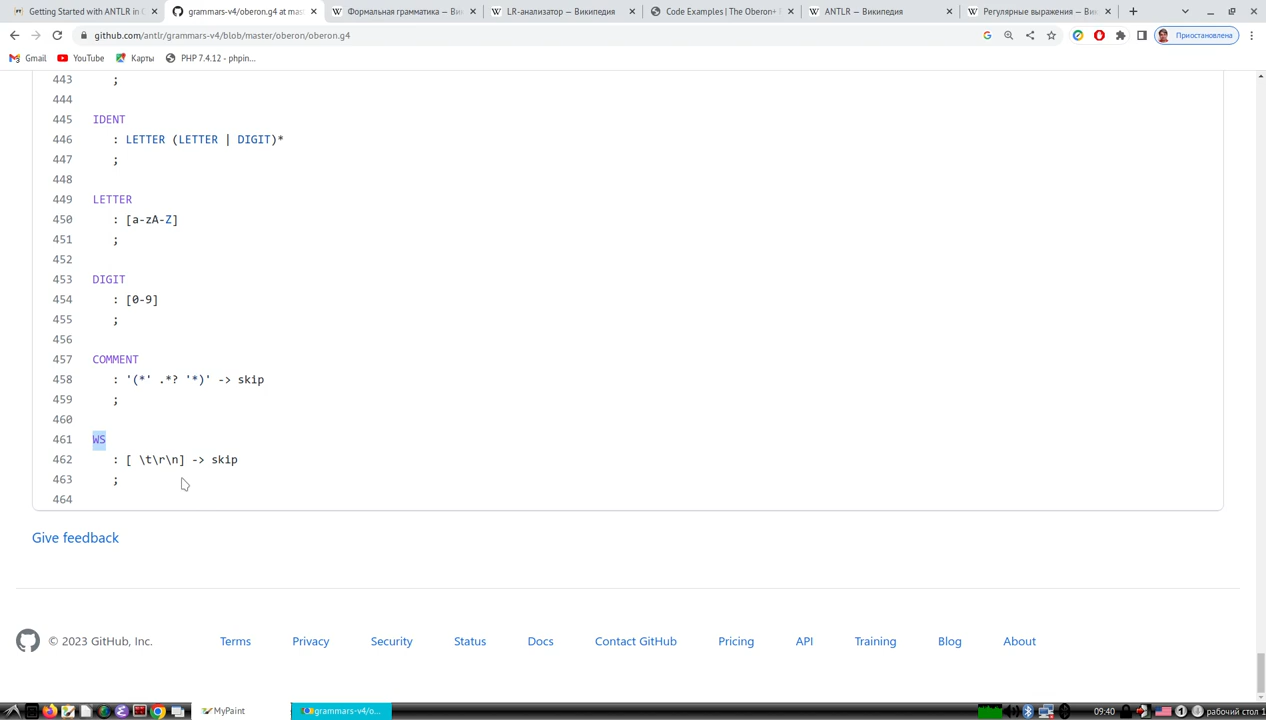 Getting Started with ANTLR in C
grammars-v4/oberon.g4 at mas
Формальная грамматика — Ви
LR-анализатор — Википедия
Code Examples | The Oberon+
ANTLR — Википедия
Регулярные выражения — Ви
github.com/antlr/grammars-v4/blob/master/oberon/oberon.g4
Приостановлена
Gmail
YouTube
Карты
PHP 7.4.12 - phpin...
443 ;
444
445 IDENT
446 : LETTER (LETTER | DIGIT)*
447 ;
448
449 LETTER
450 : [a-zA-Z]
451 ;
452
453 DIGIT
454 : [0-9]
455 ;
456
457 COMMENT
458 : '(*' .*? '*)' -> skip
459 ;
460
461 WS
462 : [ \t\r\n] -> skip
463 ;
464
Give feedback
© 2023 GitHub, Inc.
Terms
Privacy
Security
Status
Docs
Contact GitHub
Pricing
API
Training
Blog
About
MyPaint
grammars-v4/o...
09:40
рабочий стол 1